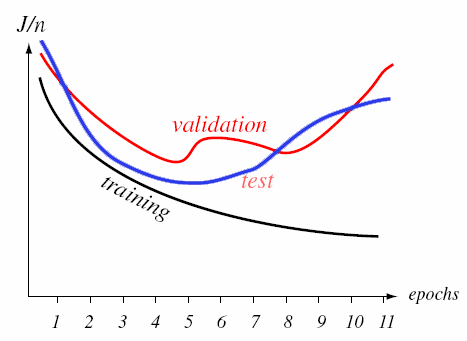 J/n
validation
test
training
epochs
1 2 3 4 5 6 7 8 9 10 11